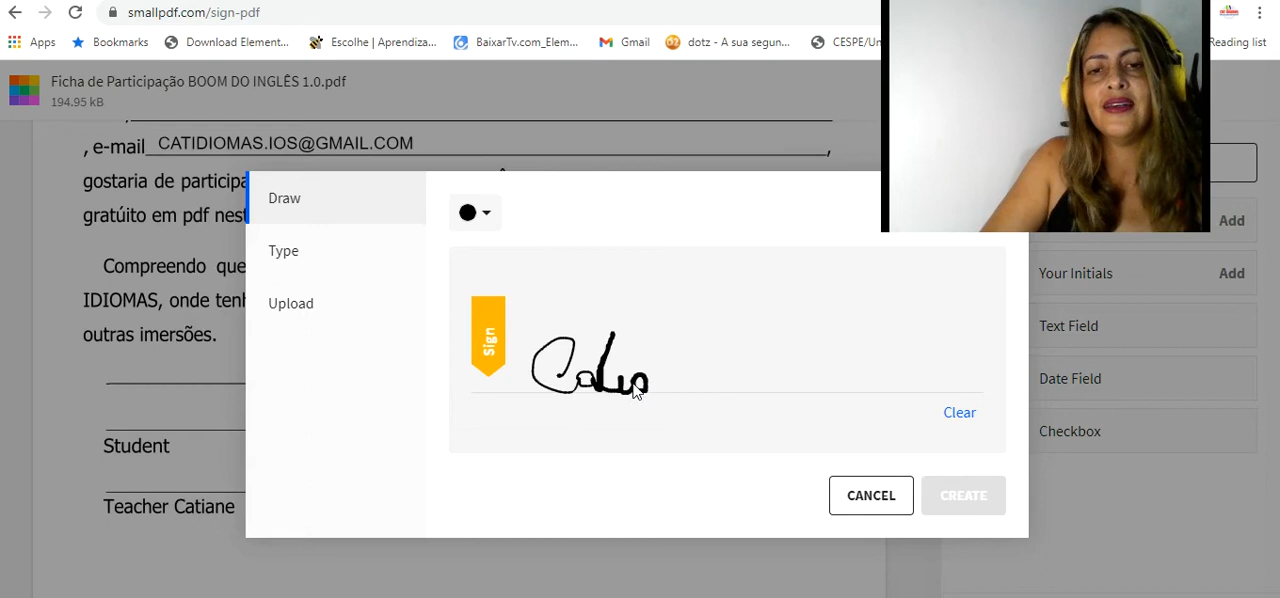 smallpdf.com/sign-pdf
Apps
Bookmarks
Download Element...
Escolhe | Aprendiza...
BaixarTv.com_Elem...
Gmail
dotz - A sua segun...
CESPE/Un
Reading list
Ficha de Participação BOOM DO INGLÊS 1.0.pdf
194.95 kB
, e-mail CATIDIOMAS.IOS@GMAIL.COM ,
gostaria de participa
gratúito em pdf nest
Compreendo que
IDIOMAS, onde tenh
outras imersões.
Student
Teacher Catiane
Draw
Type
Upload
Sign
Clear
CANCEL
CREATE
Add
Your Initials Add
Text Field
Date Field
Checkbox